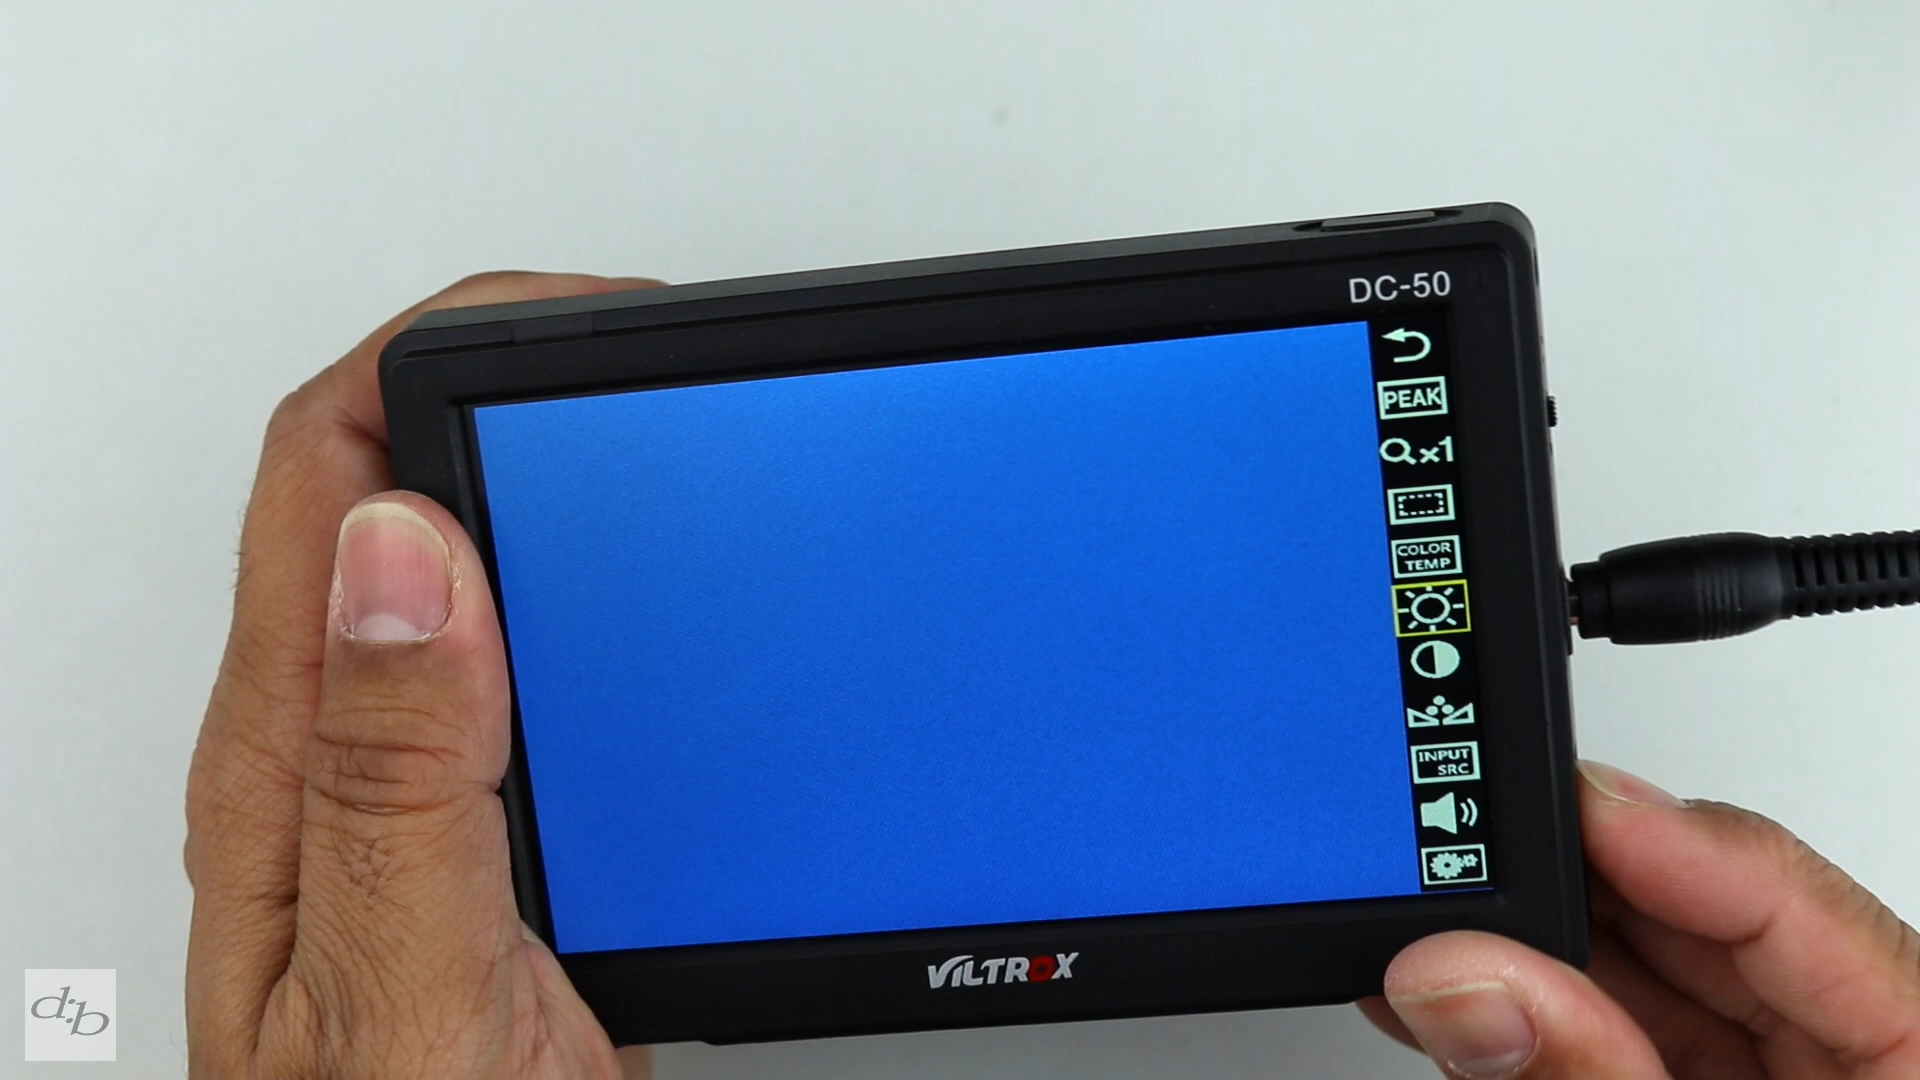 DC-50
PEAK
x1
COLOR
TEMP
INPUT
SRC
VILTROX
d:b